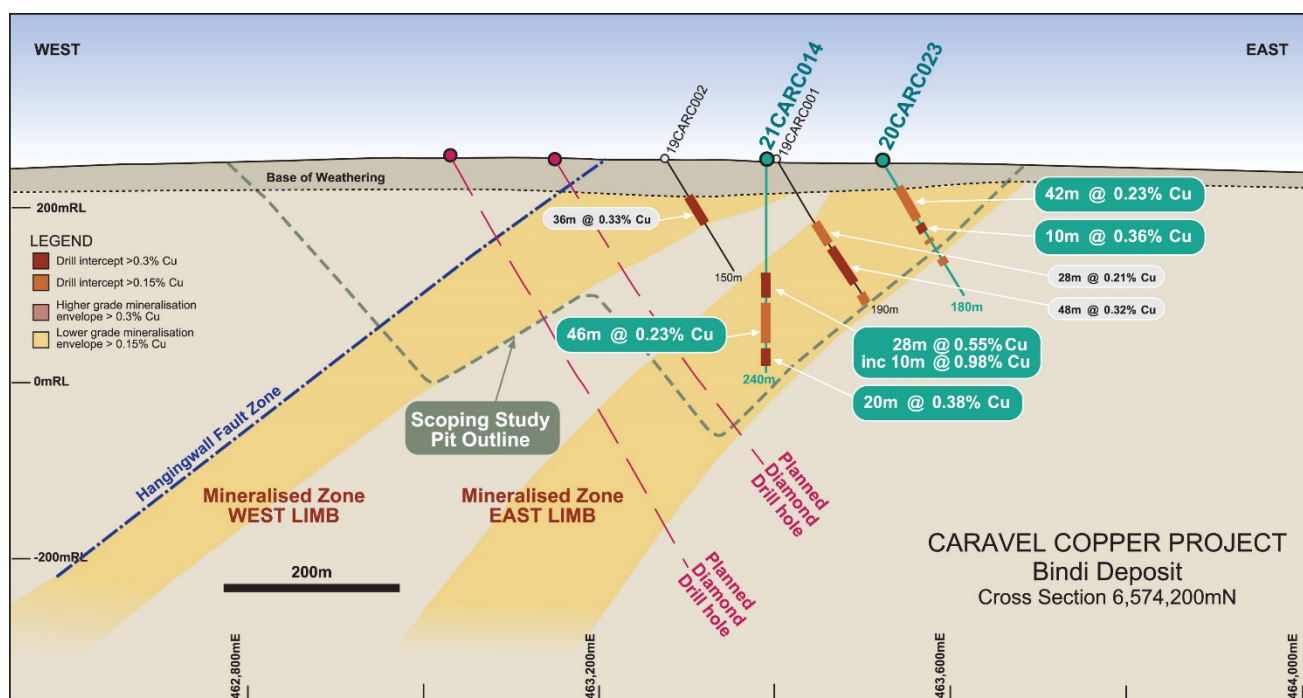 WEST
EAST
19CARC002
21CARC014
19CARC001
20CARC023
Base of Weathering
200mRL
36m @ 0.33% Cu
42m @ 0.23% Cu
10m @ 0.36% Cu
LEGEND
Drill intercept >0.3% Cu
Drill intercept >0.15% Cu
Higher grade mineralisation
envelope > 0.3% Cu
Lower grade mineralisation
envelope > 0.15% Cu
150m
28m @ 0.21% Cu
190m
180m
48m @ 0.32% Cu
46m @ 0.23% Cu
28m @ 0.55% Cu
inc 10m @ 0.98% Cu
0mRL
240m
20m @ 0.38% Cu
Scoping Study
Pit Outline
Hangingwall Fault Zone
Mineralised Zone
WEST LIMB
Mineralised Zone
EAST LIMB
Planned
Diamond
Drill hole
Planned
Diamond
Drill hole
-200mRL
200m
CARAVEL COPPER PROJECT
Bindi Deposit
Cross Section 6,574,200mN
462,800mE
463,200mE
463,600mE
464,000mE